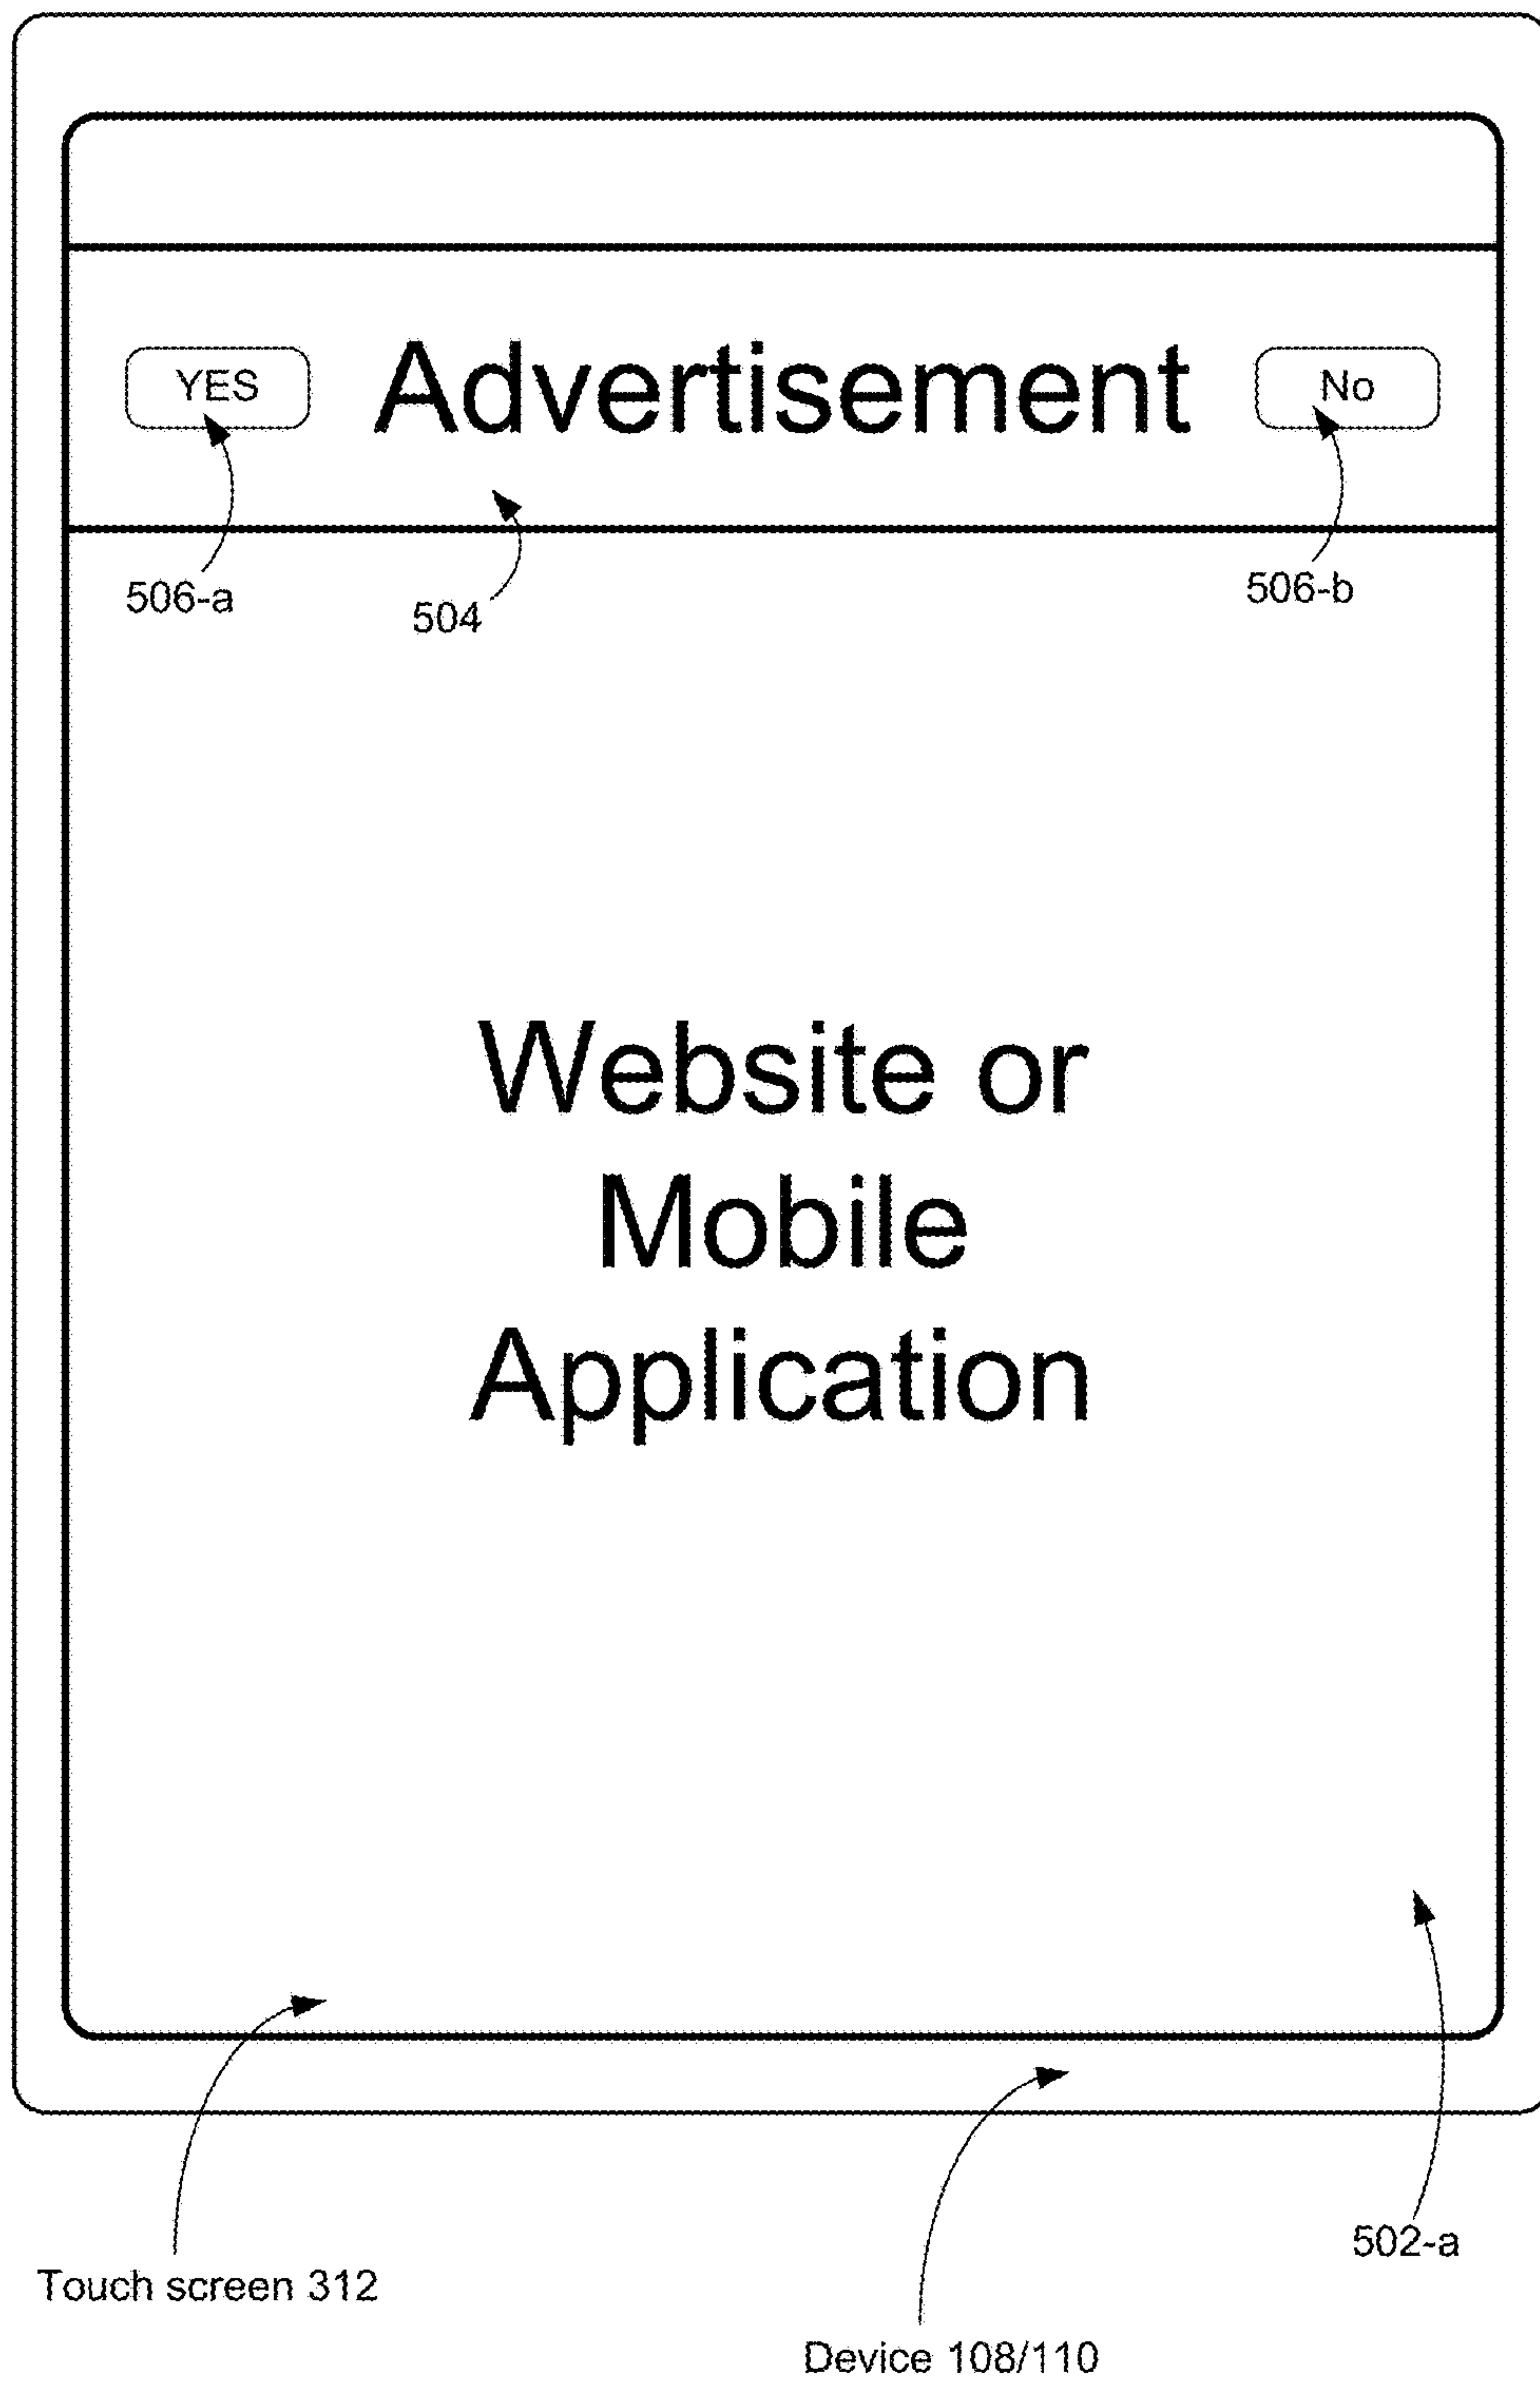 YES
Advertisement
No
506-a
504
506-b
Website or
Mobile
Application
502-a
Touch screen 312
Device 108/110